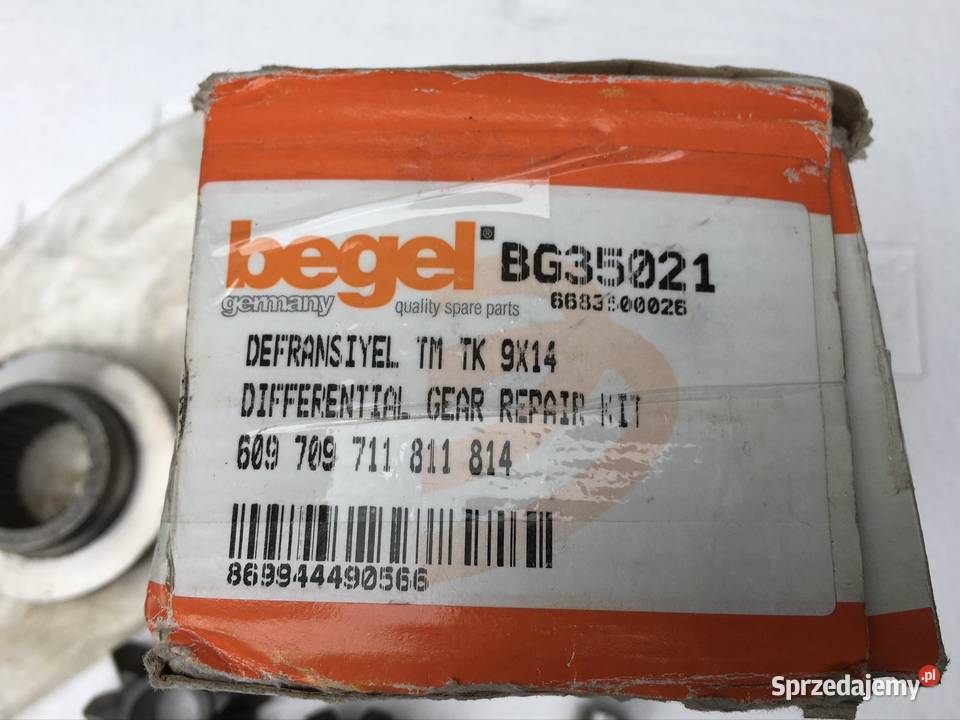 begel® BG35021
germany quality spare parts 6683500026
DEFRANSIYEL TM TK 9X14
DIFFERENTIAL GEAR REPAIR KIT
609 709 711 811 814
869944490566
Sprzedajemy.pl